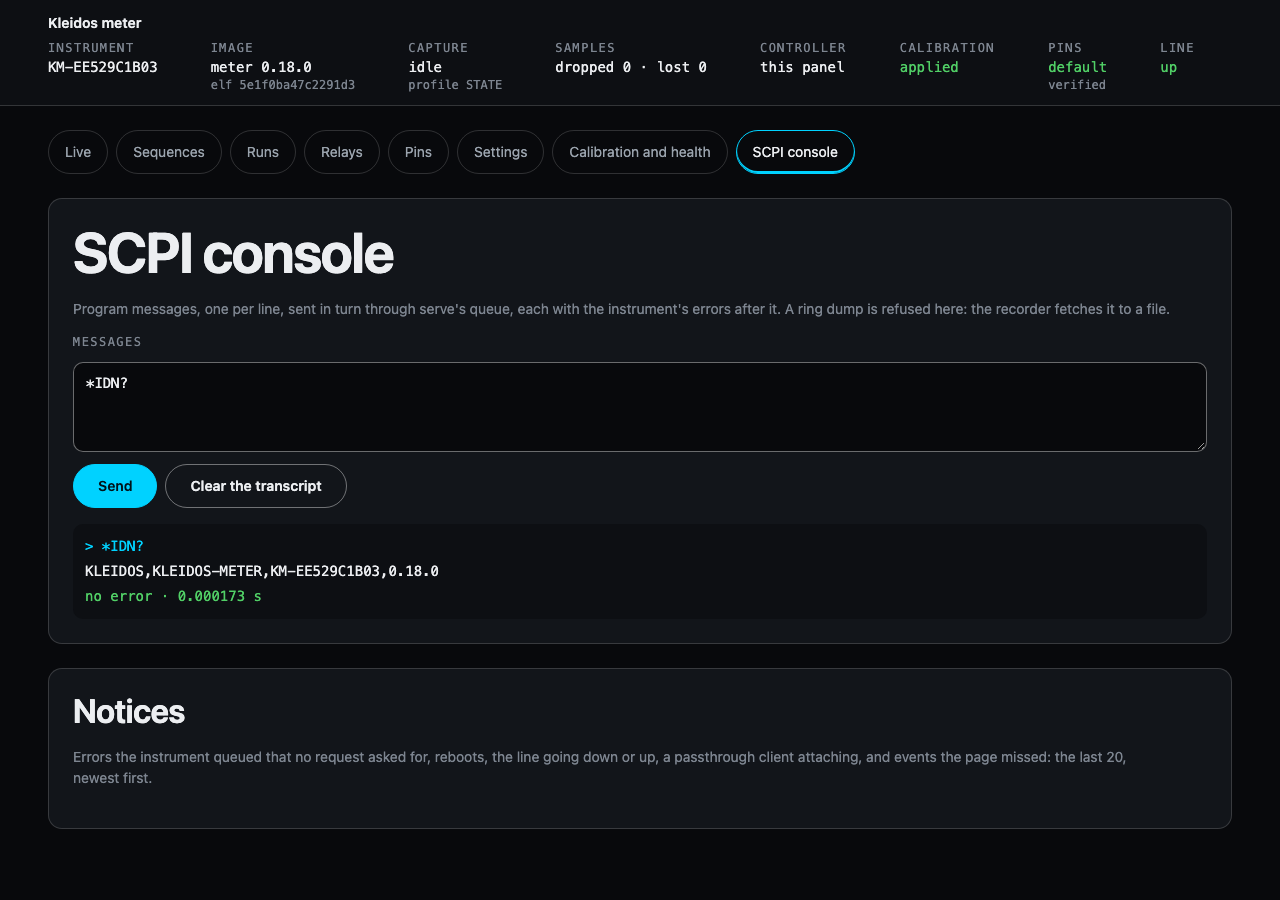 Kleidos meter
INSTRUMENT
KM-EE529C1B03
IMAGE
meter 0.18.0
elf 5e1f0ba47c2291d3
CAPTURE
idle
profile STATE
SAMPLES
dropped 0 · lost 0
CONTROLLER
this panel
CALIBRATION
applied
PINS
default
verified
LINE
up
Live
Sequences
Runs
Relays
Pins
Settings
Calibration and health
SCPI console
SCPI console
Program messages, one per line, sent in turn through serve's queue, each with the instrument's errors after it. A ring dump is refused here: the recorder fetches it to a file.
MESSAGES
*IDN?
Send
Clear the transcript
> *IDN?
KLEIDOS,KLEIDOS-METER,KM-EE529C1B03,0.18.0
no error · 0.000173 s
Notices
Errors the instrument queued that no request asked for, reboots, the line going down or up, a passthrough client attaching, and events the page missed: the last 20,
newest first.